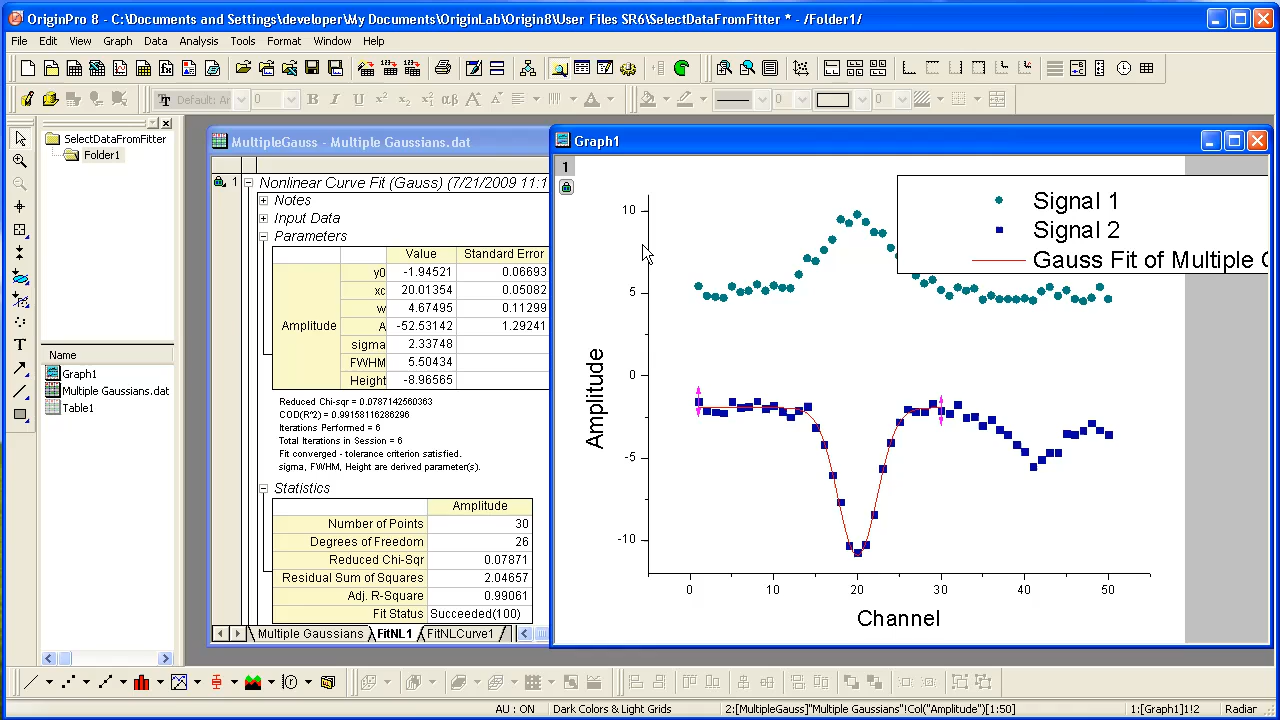 OriginPro 8 - C:\Documents and Settings\developer\My Documents\OriginLab\Origin8\User Files SR6\SelectDataFromFitter * - /Folder1/
File Edit View Graph Data Analysis Tools Format Window Help
T Default: Ar 0 B I U αβ A A 0 0
SelectDataFromFitter
Folder1
Name
Graph1
Multiple Gaussians.dat
Table1
MultipleGauss - Multiple Gaussians.dat
1
Nonlinear Curve Fit (Gauss) (7/21/2009 11:1
Notes
Input Data
Parameters
Value Standard Error
Amplitude
y0 -1.94521 0.06693
xc 20.01354 0.05082
w 4.67495 0.11299
A -52.53142 1.29241
sigma 2.33748
FWHM 5.50434
Height -8.96565
Reduced Chi-sqr = 0.0787142560363
COD(R^2) = 0.99158116286296
Iterations Performed = 6
Total Iterations in Session = 6
Fit converged - tolerance criterion satisfied.
sigma, FWHM, Height are derived parameter(s).
Statistics
Amplitude
Number of Points 30
Degrees of Freedom 26
Reduced Chi-Sqr 0.07871
Residual Sum of Squares 2.04657
Adj. R-Square 0.99061
Fit Status Succeeded(100)
Multiple Gaussians FitNL1 FitNLCurve1
Graph1
1
Signal 1
Signal 2
Gauss Fit of Multiple G
10
5
0
-5
-10
Amplitude
0 10 20 30 40 50
Channel
AU : ON Dark Colors & Light Grids 2:[MultipleGauss]"Multiple Gaussians"!Col("Amplitude")[1:50] 1:[Graph1]1!2 Radiar